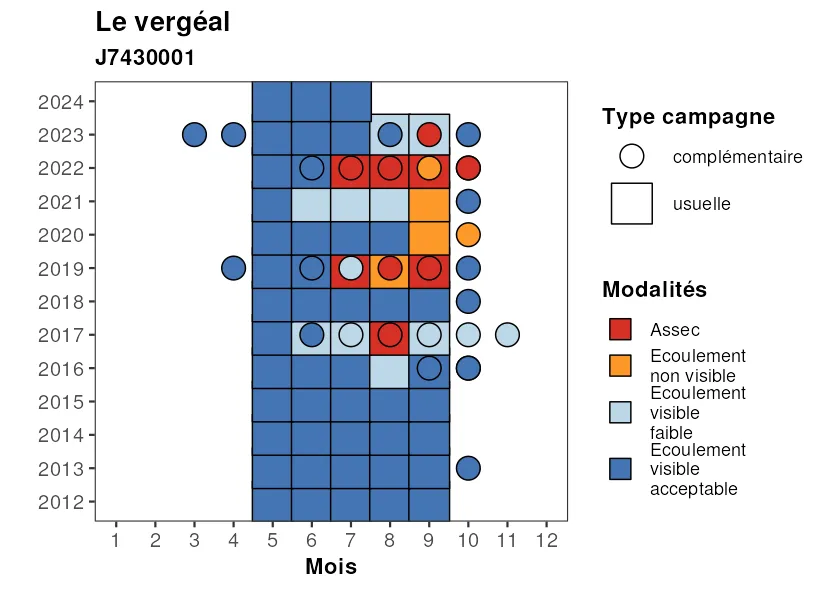 Le vergéal
J7430001
2024
2023
2022
2021
2020
2019
2018
2017
2016
2015
2014
2013
2012
1 2 3 4 5 6 7 8 9 10 11 12
Mois
Type campagne
complémentaire
usuelle
Modalités
Assec
Ecoulement
non visible
Ecoulement
visible
faible
Ecoulement
visible
acceptable